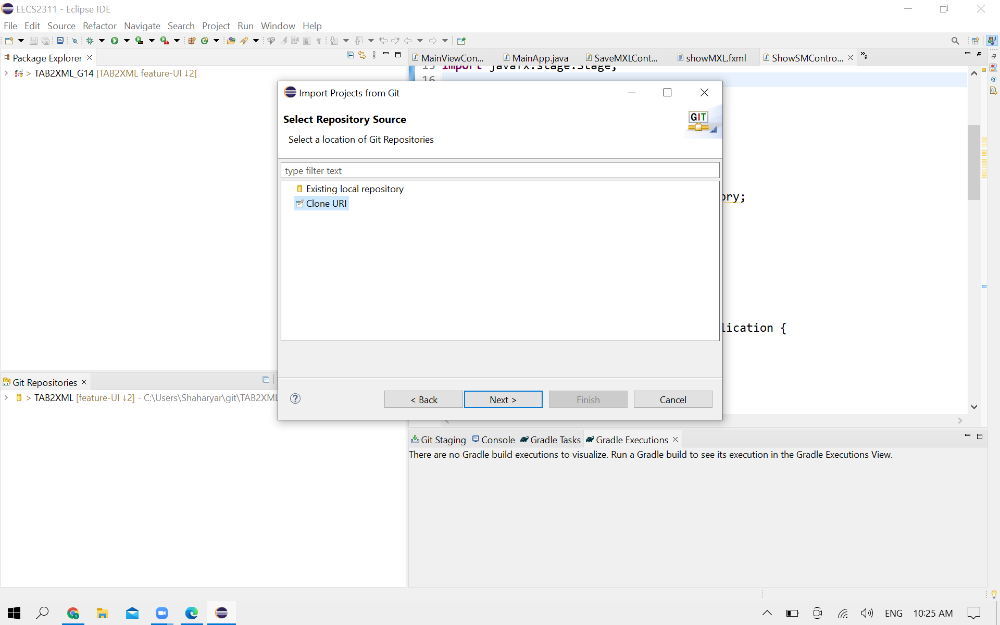 EECS2311 - Eclipse IDE
File Edit Source Refactor Navigate Search Project Run Window Help
Package Explorer
> TAB2XML_G14 [TAB2XML feature-UI ↓2]
MainViewCon...
MainApp.java
SaveMXLCont...
showMXL.fxml
ShowSMContro...
»9
15 import javafx.stage.Stage;
16
ory;
lication {
Import Projects from Git
Select Repository Source
Select a location of Git Repositories
GIT
type filter text
Existing local repository
Clone URI
< Back
Next >
Finish
Cancel
Git Repositories
> TAB2XML [feature-UI ↓2] - C:\Users\Shaharyar\git\TAB2XML
Git Staging
Console
Gradle Tasks
Gradle Executions
There are no Gradle build executions to visualize. Run a Gradle build to see its execution in the Gradle Executions View.
ENG
10:25 AM